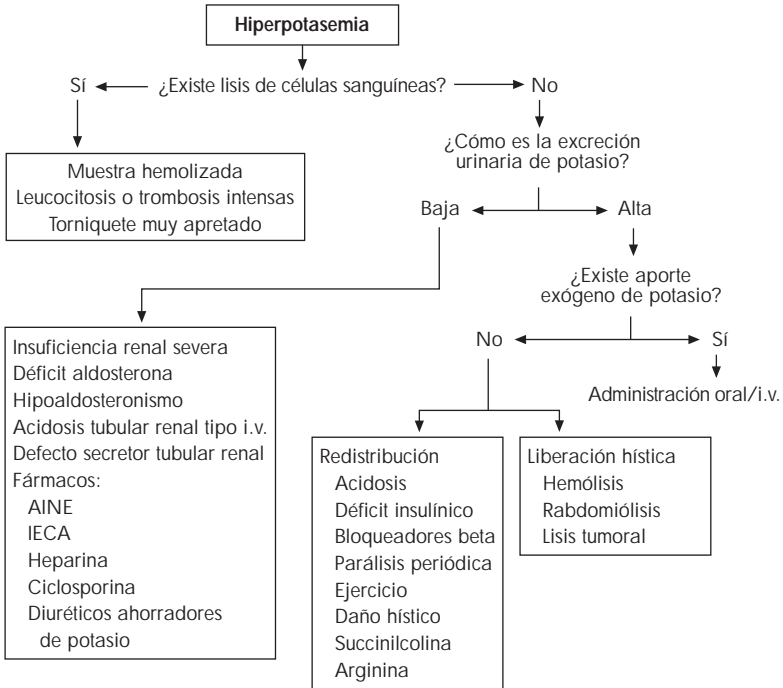 Hiperpotasemia
Sí
¿Existe lisis de células sanguíneas?
No
Muestra hemolizada
Leucocitosis o trombosis intensas
Torniquete muy apretado
¿Cómo es la excreción
urinaria de potasio?
Baja
Alta
¿Existe aporte
exógeno de potasio?
No
Sí
Administración oral/i.v.
Insuficiencia renal severa
Déficit aldosterona
Hipoaldosteronismo
Acidosis tubular renal tipo i.v.
Defecto secretor tubular renal
Fármacos:
AINE
IECA
Heparina
Ciclosporina
Diuréticos ahorradores
de potasio
Redistribución
Acidosis
Déficit insulínico
Bloqueadores beta
Parálisis periódica
Ejercicio
Daño hístico
Succinilcolina
Arginina
Liberación hística
Hemólisis
Rabdomiólisis
Lisis tumoral